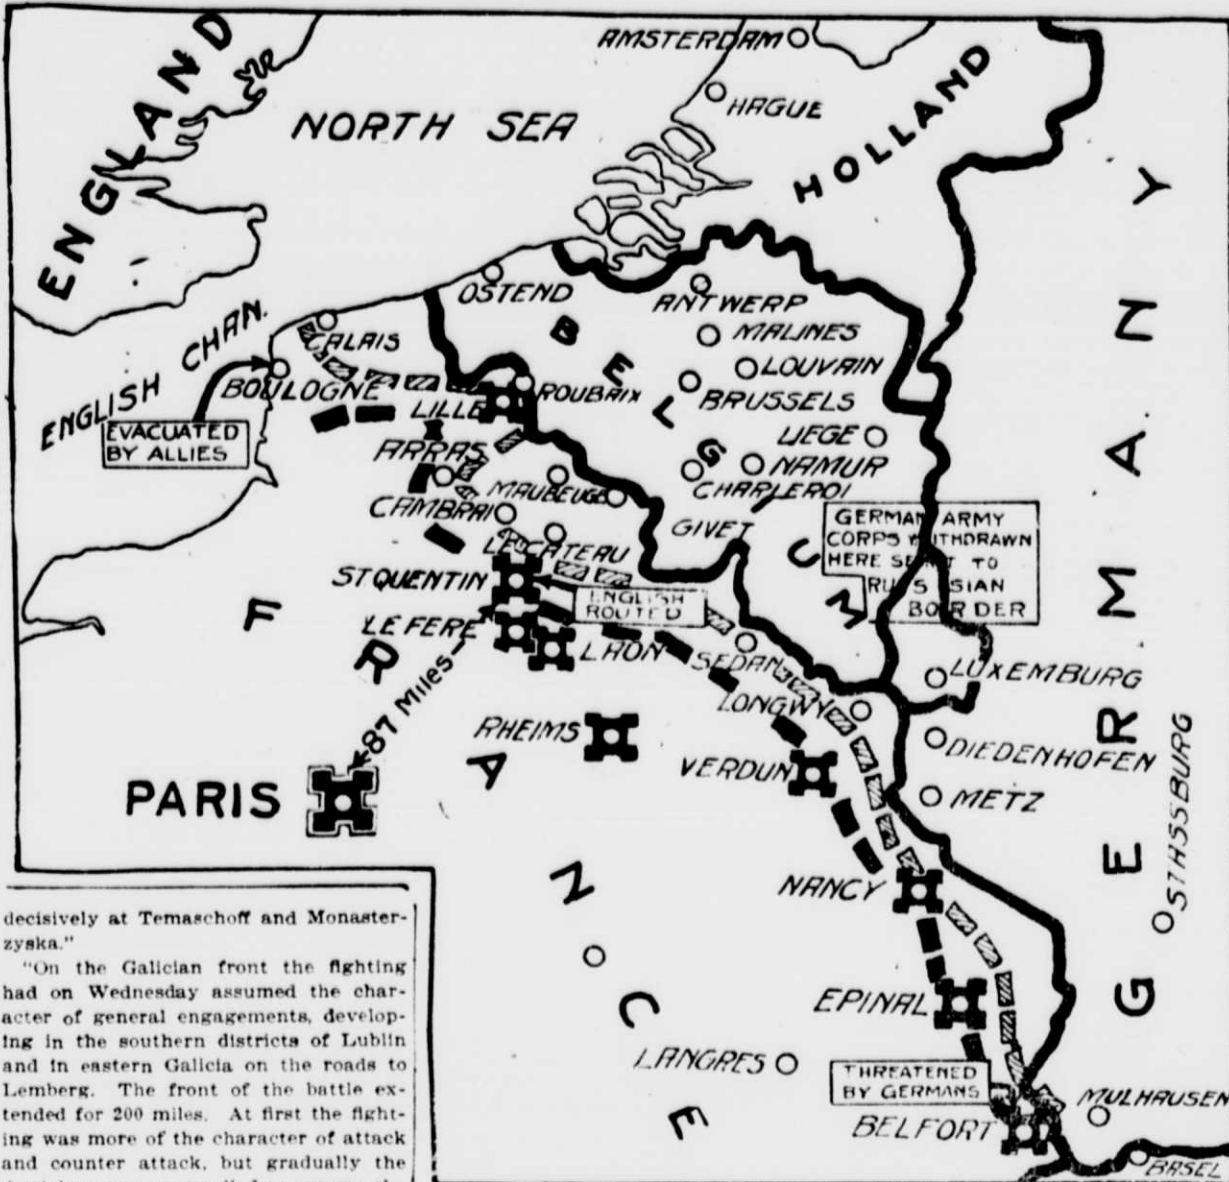 ENGLAND
NORTH SEA
AMSTERDAM
HAGUE
HOLLAND
ENGLISH CHAN.
OSTEND
ANTWERP
MALINES
LOUVAIN
BRUSSELS
LIEGE
NAMUR
CHARLEROI
BELGIUM
CALAIS
BOULOGNE
EVACUATED
BY ALLIES
LILLE
ROUBAIX
ARRAS
MAUBEUGE
CAMBRAI
GIVET
LE CATEAU
GERMAN ARMY
CORPS WITHDRAWN
HERE SENT TO
RUSSIAN
BORDER
ST QUENTIN
ENGLISH
ROUTED
LE FERE
LAON
SEDAN
LUXEMBURG
LONGWY
87 Miles
RHEIMS
VERDUN
DIEDENHOFEN
METZ
PARIS
FRANCE
GERMANY
STASSBURG
NANCY
EPINAL
LANGRES
THREATENED
BY GERMANS
BELFORT
MULHAUSEN
BASEL
decisively at Temaschoff and Monaster-
zyska."
"On the Galician front the fighting
had on Wednesday assumed the char-
acter of general engagements, develop-
ing in the southern districts of Lublin
and in eastern Galicia on the roads to
Lemberg. The front of the battle ex-
tended for 200 miles. At first the fight-
ing was more of the character of attack
and counter attack, but gradually the